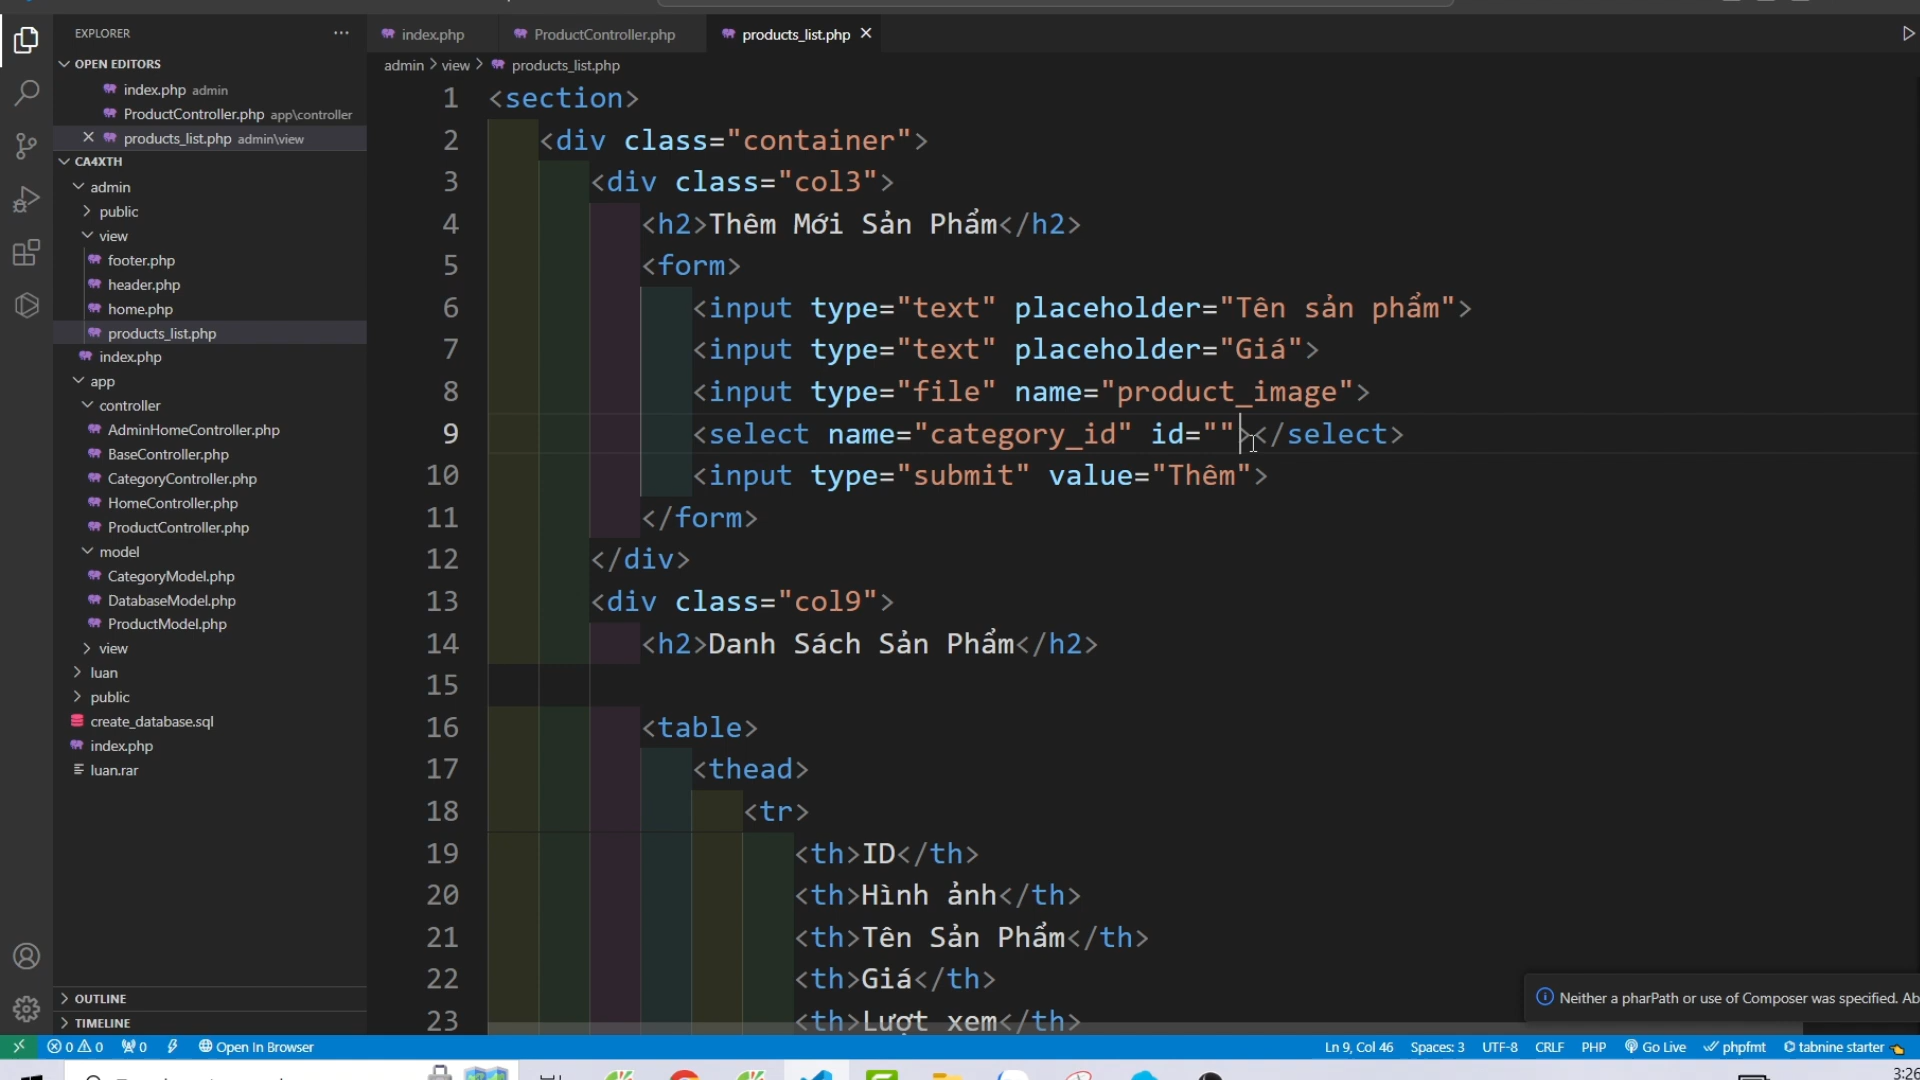 EXPLORER
OPEN EDITORS
index.php admin
ProductController.php app\controller
products_list.php admin\view
CA4XTH
admin
public
view
footer.php
header.php
home.php
products_list.php
index.php
app
controller
AdminHomeController.php
BaseController.php
CategoryController.php
HomeController.php
ProductController.php
model
CategoryModel.php
DatabaseModel.php
ProductModel.php
view
luan
public
create_database.sql
index.php
luan.rar
OUTLINE
TIMELINE
index.php ProductController.php products_list.php
admin > view > products_list.php
1 <section>
2 <div class="container">
3 <div class="col3">
4 <h2>Thêm Mới Sản Phẩm</h2>
5 <form>
6 <input type="text" placeholder="Tên sản phẩm">
7 <input type="text" placeholder="Giá">
8 <input type="file" name="product_image">
9 <select name="category_id" id=""></select>
10 <input type="submit" value="Thêm">
11 </form>
12 </div>
13 <div class="col9">
14 <h2>Danh Sách Sản Phẩm</h2>
15
16 <table>
17 <thead>
18 <tr>
19 <th>ID</th>
20 <th>Hình ảnh</th>
21 <th>Tên Sản Phẩm</th>
22 <th>Giá</th>
23 <th>Lượt xem</th>
Neither a pharPath or use of Composer was specified. Ab
0 0 0 Open In Browser Ln 9, Col 46 Spaces: 3 UTF-8 CRLF PHP Go Live phpfmt tabnine starter
3:26